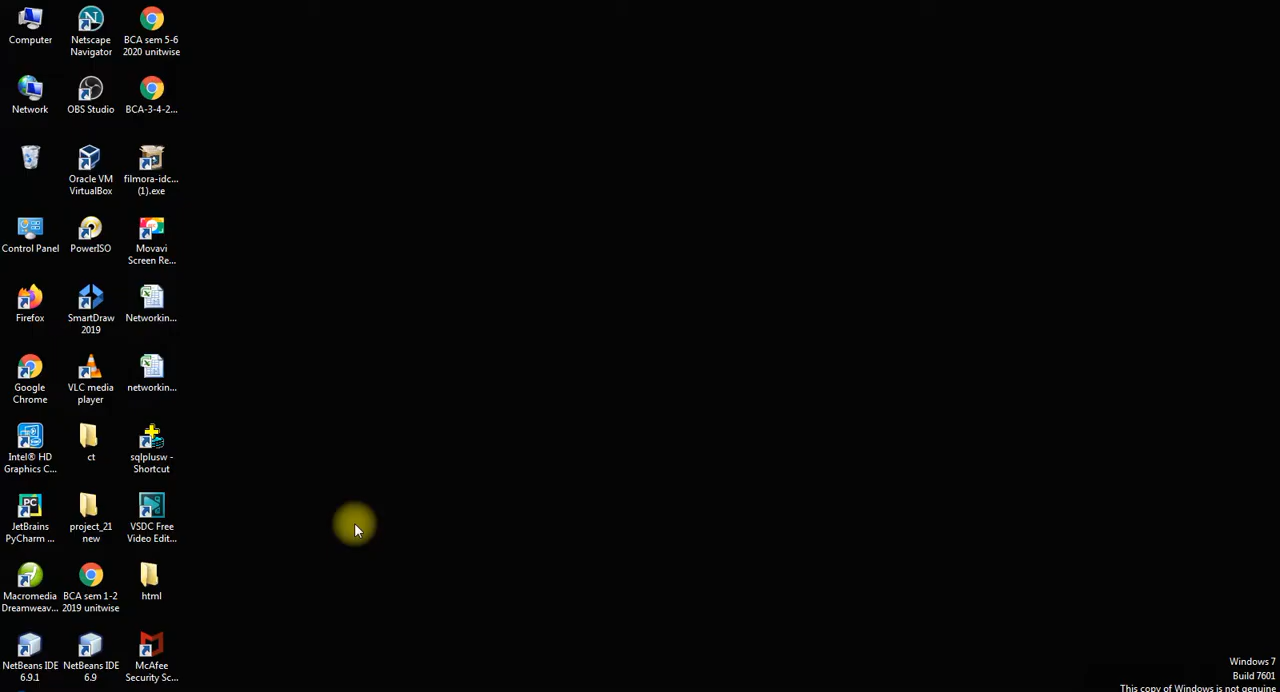 Computer
Netscape
Navigator
BCA sem 5-6
2020 unitwise
Network
OBS Studio
BCA-3-4-2...
Oracle VM
VirtualBox
filmora-idc...
(1).exe
Control Panel
PowerISO
Movavi
Screen Re...
Firefox
SmartDraw
2019
Networkin...
Google
Chrome
VLC media
player
networkin...
Intel® HD
Graphics C...
ct
sqlplusw -
Shortcut
PC
JetBrains
PyCharm ...
project_21
new
VSDC Free
Video Edit...
Macromedia
Dreamweav...
BCA sem 1-2
2019 unitwise
html
NetBeans IDE
6.9.1
NetBeans IDE
6.9
McAfee
Security Sc...
Windows 7
Build 7601
This copy of Windows is not genuine